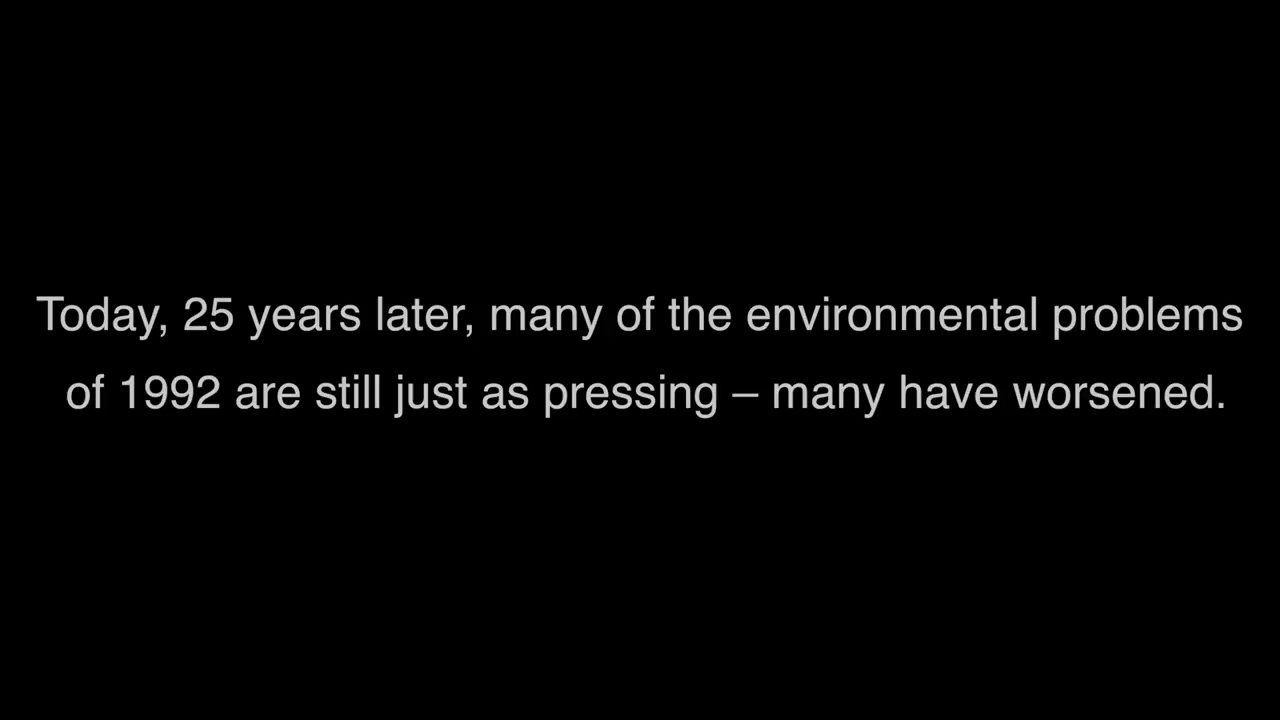 Today, 25 years later, many of the environmental problems
of 1992 are still just as pressing – many have worsened.